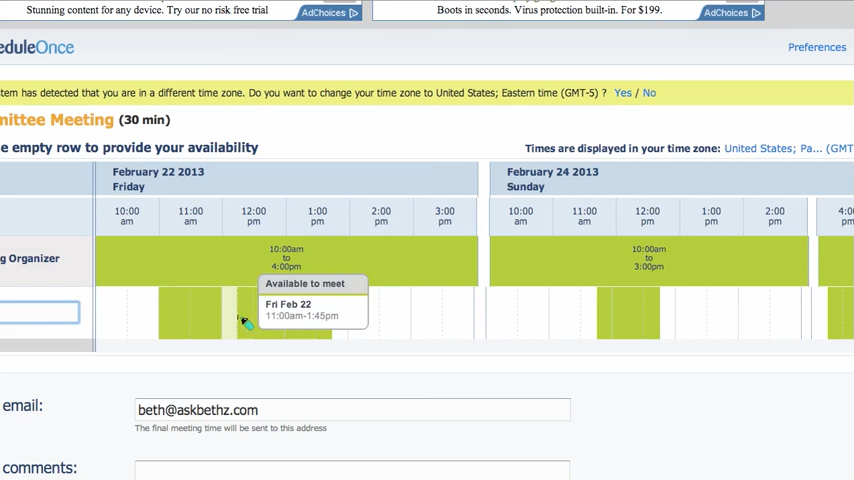 Stunning content for any device. Try our no risk free trial
AdChoices
Boots in seconds. Virus protection built-in. For $199.
AdChoices
eduleOnce
Preferences
tem has detected that you are in a different time zone. Do you want to change your time zone to United States; Eastern time (GMT-5) ? Yes / No
mittee Meeting (30 min)
e empty row to provide your availability
Times are displayed in your time zone: United States; Pa... (GMT
February 22 2013
Friday
February 24 2013
Sunday
10:00 am 11:00 am 12:00 pm 1:00 pm 2:00 pm 3:00 pm
10:00 am 11:00 am 12:00 pm 1:00 pm 2:00 pm 4:0 pm
g Organizer
10:00am
to
4:00pm
10:00am
to
3:00pm
Available to meet
Fri Feb 22
11:00am-1:45pm
email:
beth@askbethz.com
The final meeting time will be sent to this address
comments: